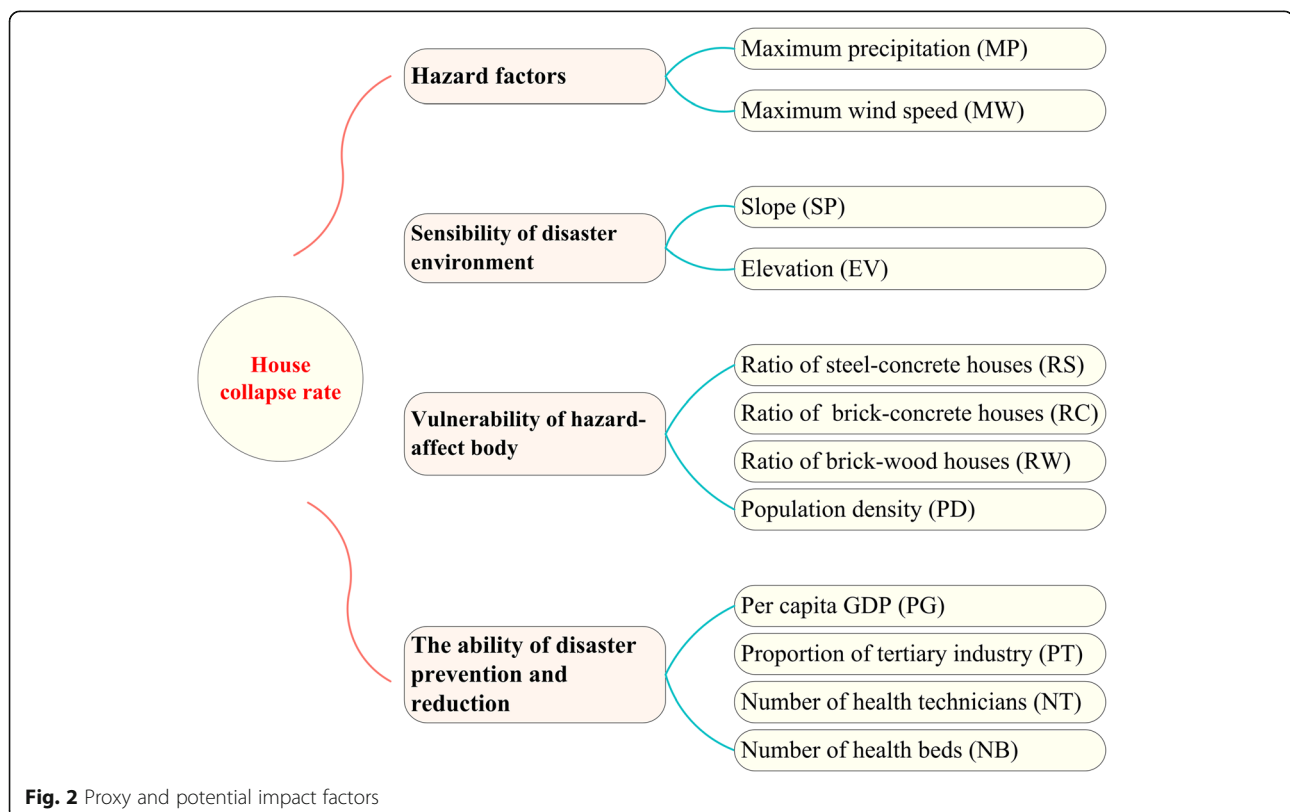 House
collapse rate
Hazard factors
Maximum precipitation (MP)
Maximum wind speed (MW)
Sensibility of disaster
environment
Slope (SP)
Elevation (EV)
Vulnerability of hazard-
affect body
Ratio of steel-concrete houses (RS)
Ratio of brick-concrete houses (RC)
Ratio of brick-wood houses (RW)
Population density (PD)
The ability of disaster
prevention and
reduction
Per capita GDP (PG)
Proportion of tertiary industry (PT)
Number of health technicians (NT)
Number of health beds (NB)
Fig. 2 Proxy and potential impact factors